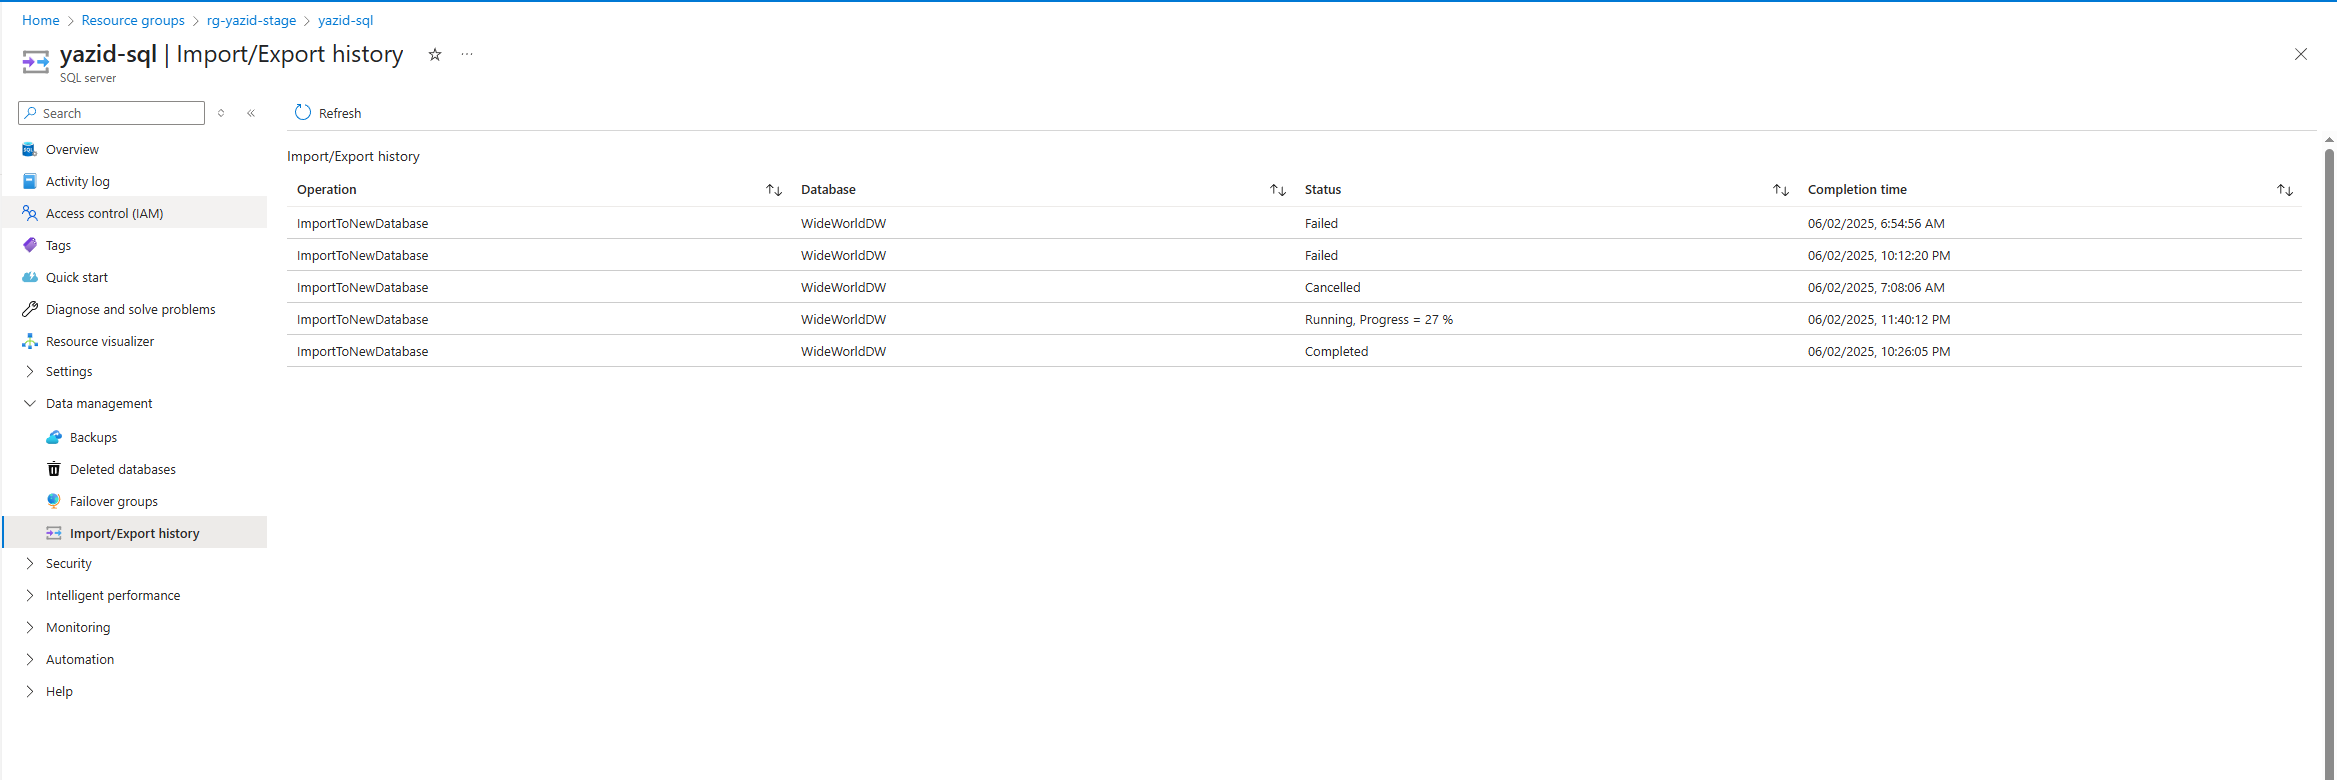 Home > Resource groups > rg-yazid-stage > yazid-sql
yazid-sql | Import/Export history
SQL server
Search
Overview
Activity log
Access control (IAM)
Tags
Quick start
Diagnose and solve problems
Resource visualizer
Settings
Data management
Backups
Deleted databases
Failover groups
Import/Export history
Security
Intelligent performance
Monitoring
Automation
Help
Refresh
Import/Export history
Operation Database Status Completion time
ImportToNewDatabase WideWorldDW Failed 06/02/2025, 6:54:56 AM
ImportToNewDatabase WideWorldDW Failed 06/02/2025, 10:12:20 PM
ImportToNewDatabase WideWorldDW Cancelled 06/02/2025, 7:08:06 AM
ImportToNewDatabase WideWorldDW Running, Progress = 27 % 06/02/2025, 11:40:12 PM
ImportToNewDatabase WideWorldDW Completed 06/02/2025, 10:26:05 PM